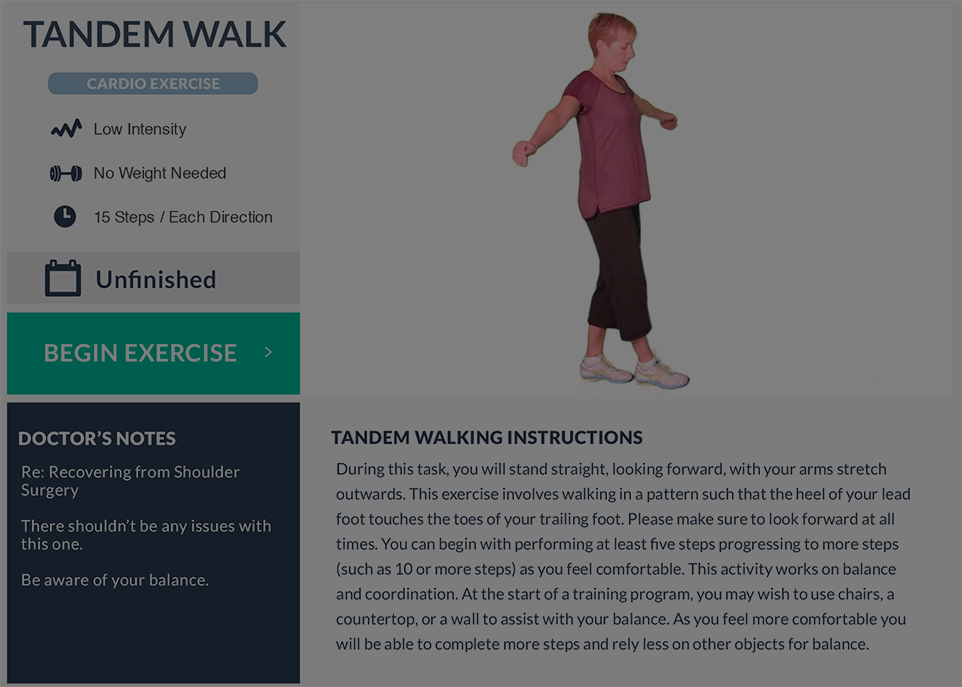 TANDEM WALK
CARDIO EXERCISE
Low Intensity
No Weight Needed
15 Steps / Each Direction
Unfinished
BEGIN EXERCISE >
DOCTOR'S NOTES
Re: Recovering from Shoulder
Surgery
There shouldn't be any issues with
this one.
Be aware of your balance.
TANDEM WALKING INSTRUCTIONS
During this task, you will stand straight, looking forward, with your arms stretch
outwards. This exercise involves walking in a pattern such that the heel of your lead
foot touches the toes of your trailing foot. Please make sure to look forward at all
times. You can begin with performing at least five steps progressing to more steps
(such as 10 or more steps) as you feel comfortable. This activity works on balance
and coordination. At the start of a training program, you may wish to use chairs, a
countertop, or a wall to assist with your balance. As you feel more comfortable you
will be able to complete more steps and rely less on other objects for balance.